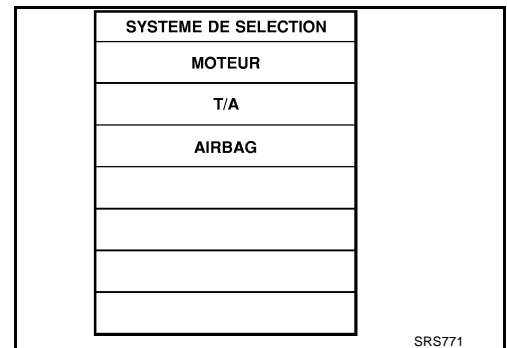 SYSTEME DE SELECTION
MOTEUR
T/A
AIRBAG
SRS771